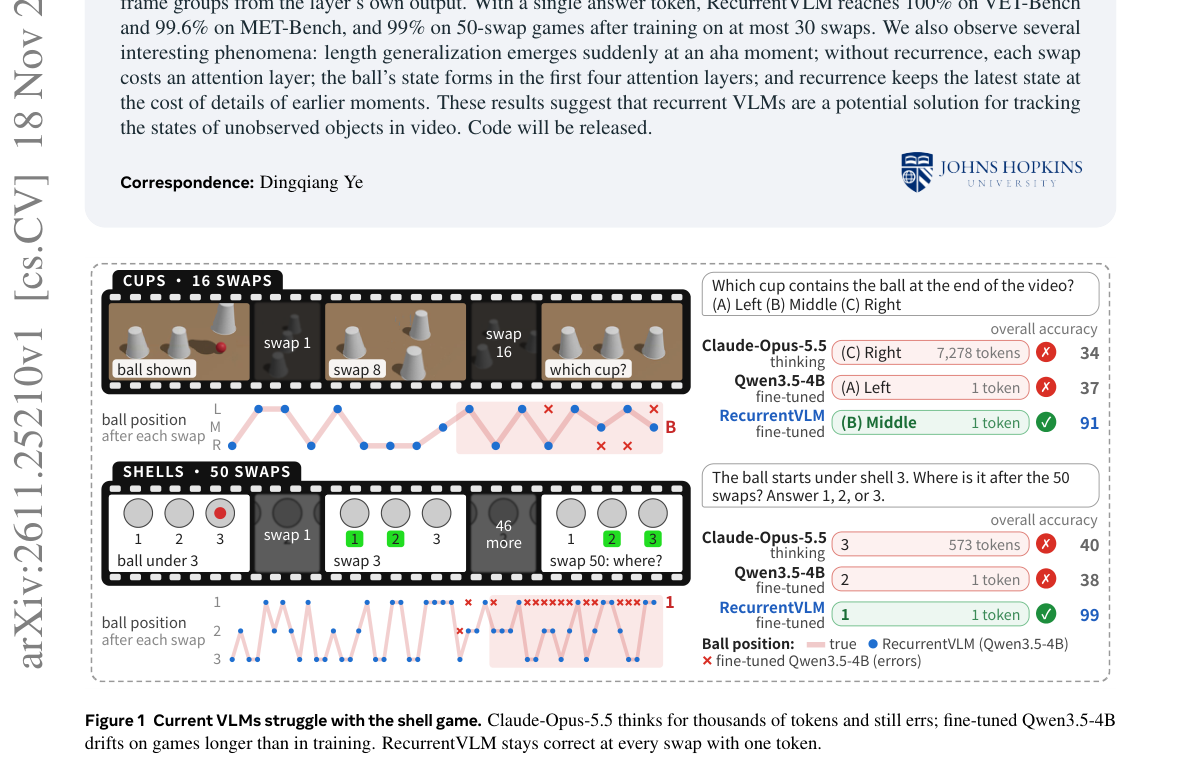 frame groups from the layer's own output. With a single answer token, RecurrentVLM reaches 100% on VET-Bench
and 99.6% on MET-Bench, and 99% on 50-swap games after training on at most 30 swaps. We also observe several
interesting phenomena: length generalization emerges suddenly at an aha moment; without recurrence, each swap
costs an attention layer; the ball's state forms in the first four attention layers; and recurrence keeps the latest state at
the cost of details of earlier moments. These results suggest that recurrent VLMs are a potential solution for tracking
the states of unobserved objects in video. Code will be released.
Correspondence: Dingqiang Ye
JOHNS HOPKINS
UNIVERSITY
arXiv:2611.25210v1 [cs.CV] 18 Nov 2
CUPS • 16 SWAPS
ball shown
swap 1
swap 8
swap
16
which cup?
ball position
after each swap
L
M
R
B
Which cup contains the ball at the end of the video?
(A) Left (B) Middle (C) Right
overall accuracy
Claude-Opus-5.5
thinking
(C) Right 7,278 tokens ✗ 34
Qwen3.5-4B
fine-tuned
(A) Left 1 token ✗ 37
RecurrentVLM
fine-tuned
(B) Middle 1 token ✓ 91
SHELLS • 50 SWAPS
1 2 3
ball under 3
swap 1
1 2 3
swap 3
46
more
1 2 3
swap 50: where?
ball position
after each swap
1
2
3
1
The ball starts under shell 3. Where is it after the 50
swaps? Answer 1, 2, or 3.
overall accuracy
Claude-Opus-5.5
thinking
3 573 tokens ✗ 40
Qwen3.5-4B
fine-tuned
2 1 token ✗ 38
RecurrentVLM
fine-tuned
1 1 token ✓ 99
Ball position: true RecurrentVLM (Qwen3.5-4B)
✗ fine-tuned Qwen3.5-4B (errors)
Figure 1 Current VLMs struggle with the shell game. Claude-Opus-5.5 thinks for thousands of tokens and still errs; fine-tuned Qwen3.5-4B
drifts on games longer than in training. RecurrentVLM stays correct at every swap with one token.